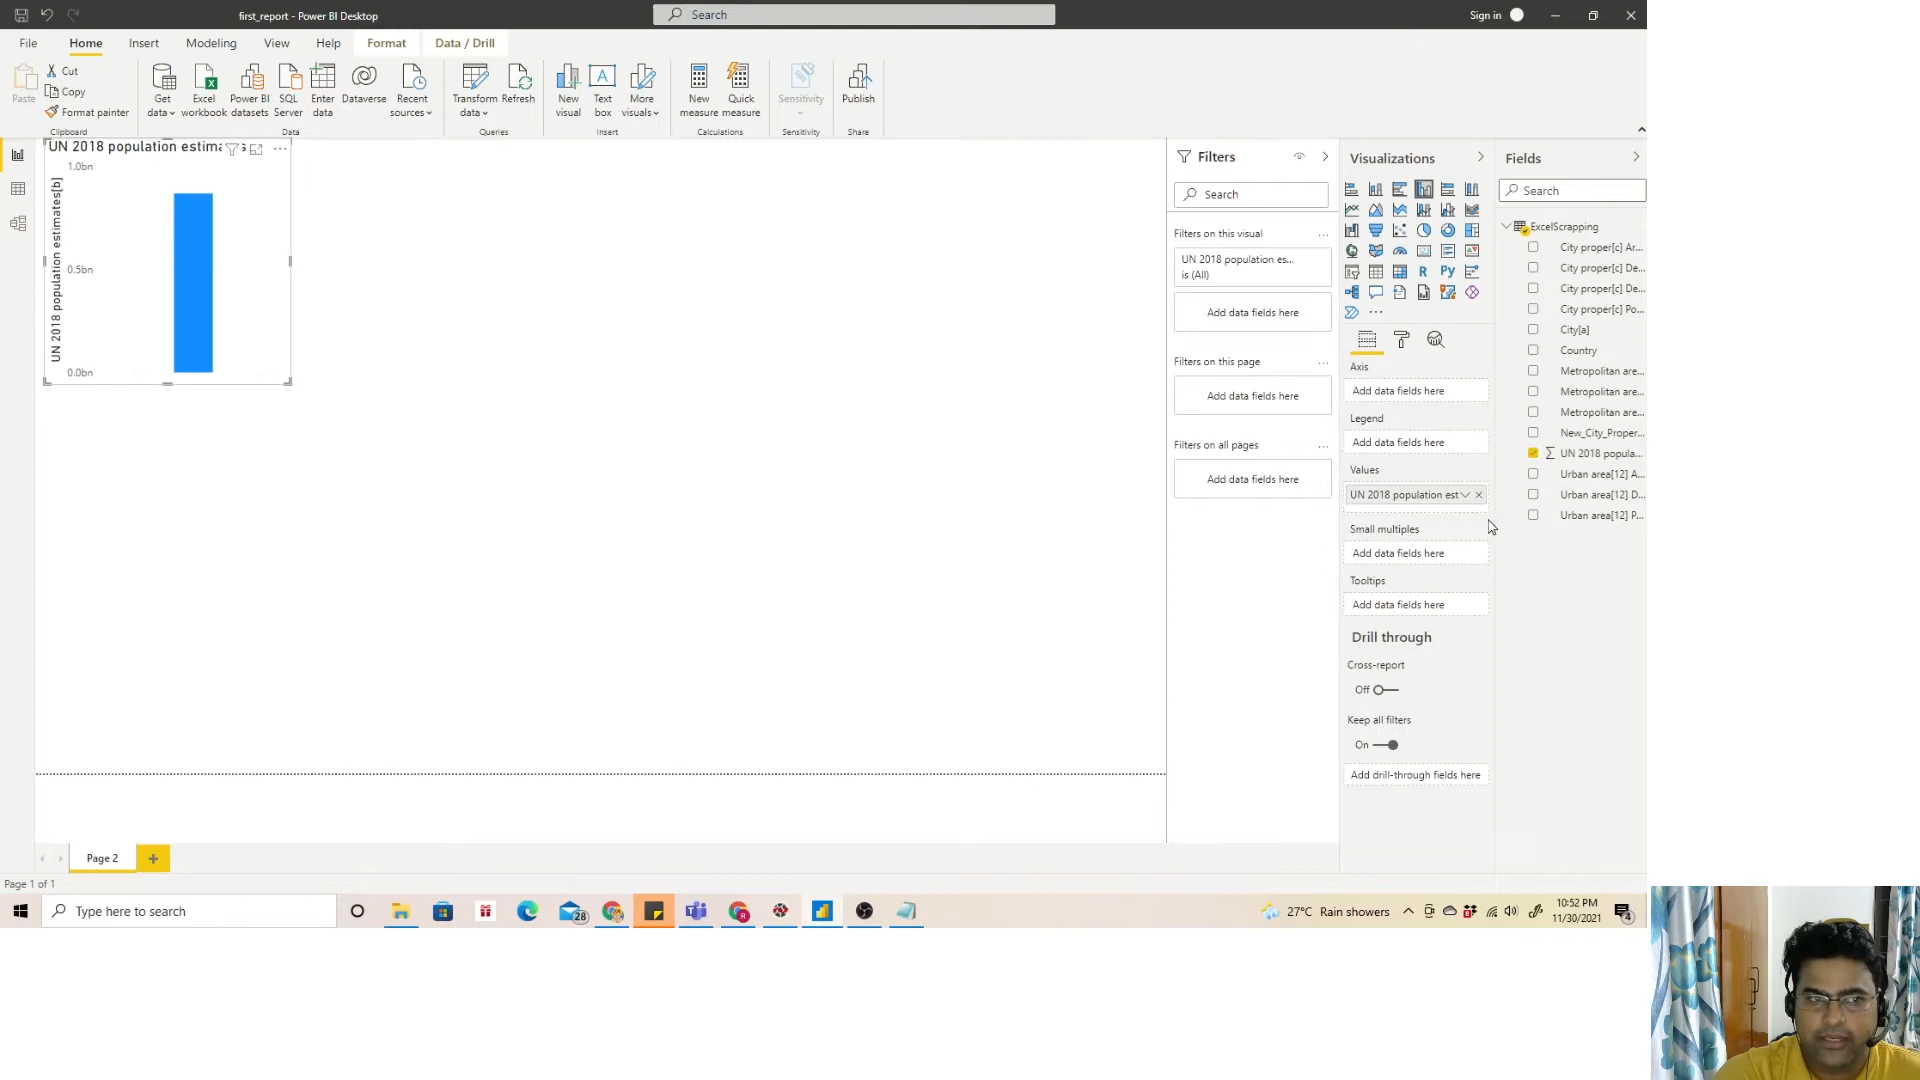 first_report - Power BI Desktop
Search
Sign in
File
Home
Insert
Modeling
View
Help
Format
Data / Drill
Paste
Cut
Copy
Format painter
Clipboard
Get data
Excel workbook
Power BI datasets
SQL Server
Enter data
Dataverse
Recent sources
Data
Transform data
Refresh
Queries
New visual
Text box
More visuals
Insert
New measure
Quick measure
Calculations
Sensitivity
Sensitivity
Publish
Share
UN 2018 population estima s
1.0bn
0.5bn
0.0bn
UN 2018 population estimates[b]
Filters
Search
Filters on this visual
UN 2018 population es...
is (All)
Add data fields here
Filters on this page
Add data fields here
Filters on all pages
Add data fields here
Visualizations
R
Py
Axis
Add data fields here
Legend
Add data fields here
Values
UN 2018 population est
Small multiples
Add data fields here
Tooltips
Add data fields here
Drill through
Cross-report
Off
Keep all filters
On
Add drill-through fields here
Fields
Search
ExcelScrapping
City proper[c] Ar...
City proper[c] De...
City proper[c] De...
City proper[c] Po...
City[a]
Country
Metropolitan are...
Metropolitan are...
Metropolitan are...
New_City_Proper...
UN 2018 popula...
Urban area[12] A...
Urban area[12] D...
Urban area[12] P...
Page 2
Page 1 of 1
Type here to search
28
27°C Rain showers
10:52 PM
11/30/2021
4